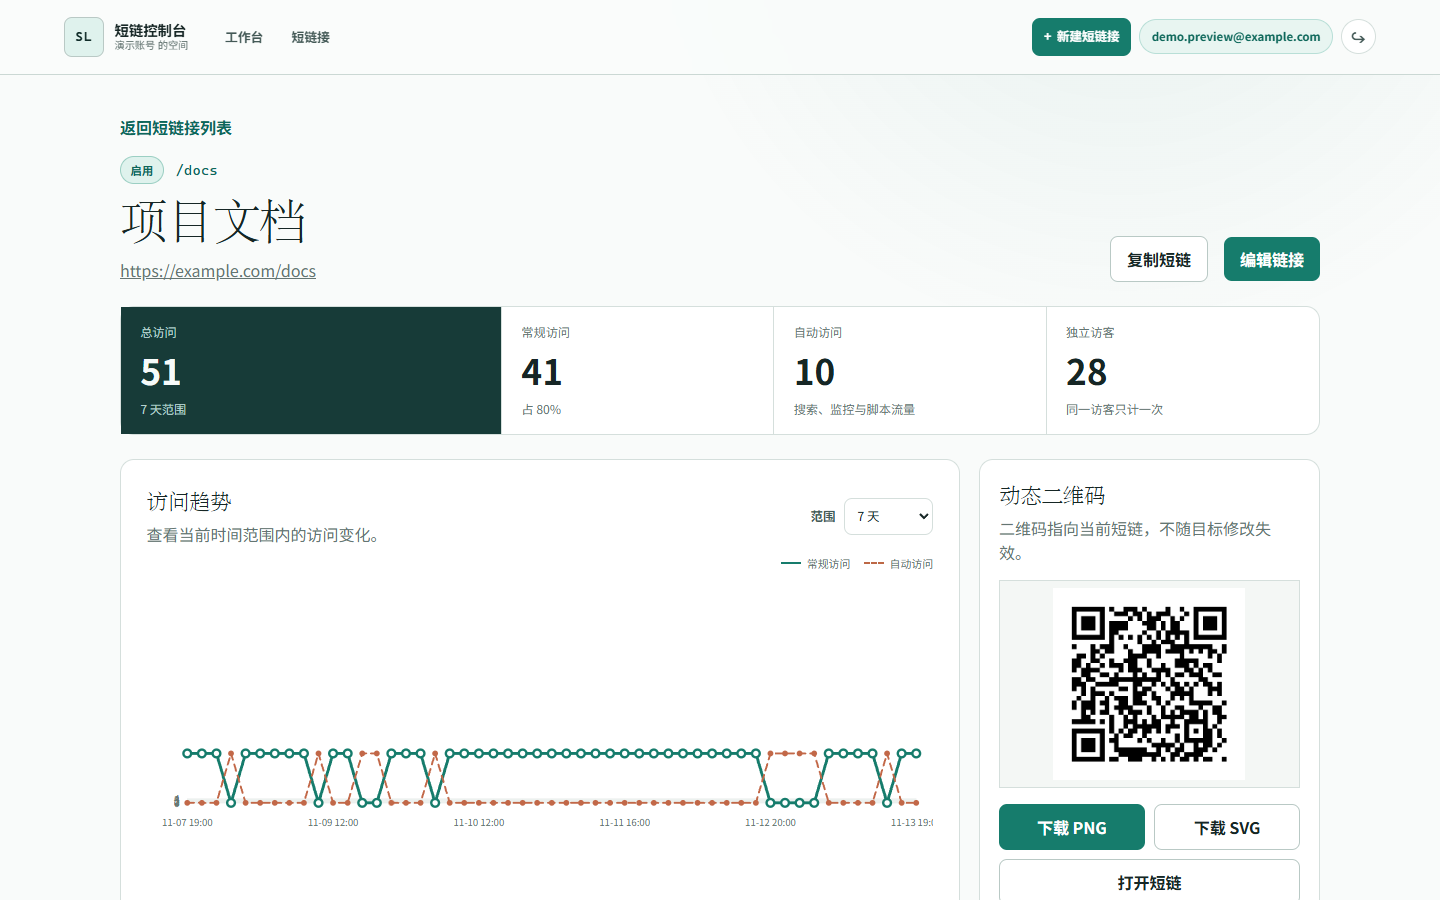 SL
短链控制台
演示账号 的空间
工作台
短链接
+ 新建短链接
demo.preview@example.com
返回短链接列表
启用
/docs
项目文档
https://example.com/docs
复制短链
编辑链接
总访问
51
7 天范围
常规访问
41
占 80%
自动访问
10
搜索、监控与脚本流量
独立访客
28
同一访客只计一次
访问趋势
查看当前时间范围内的访问变化。
范围
7 天
常规访问
自动访问
11-07 19:00
11-09 12:00
11-10 12:00
11-11 16:00
11-12 20:00
11-13 19:
动态二维码
二维码指向当前短链，不随目标修改失
效。
下载 PNG
下载 SVG
打开短链